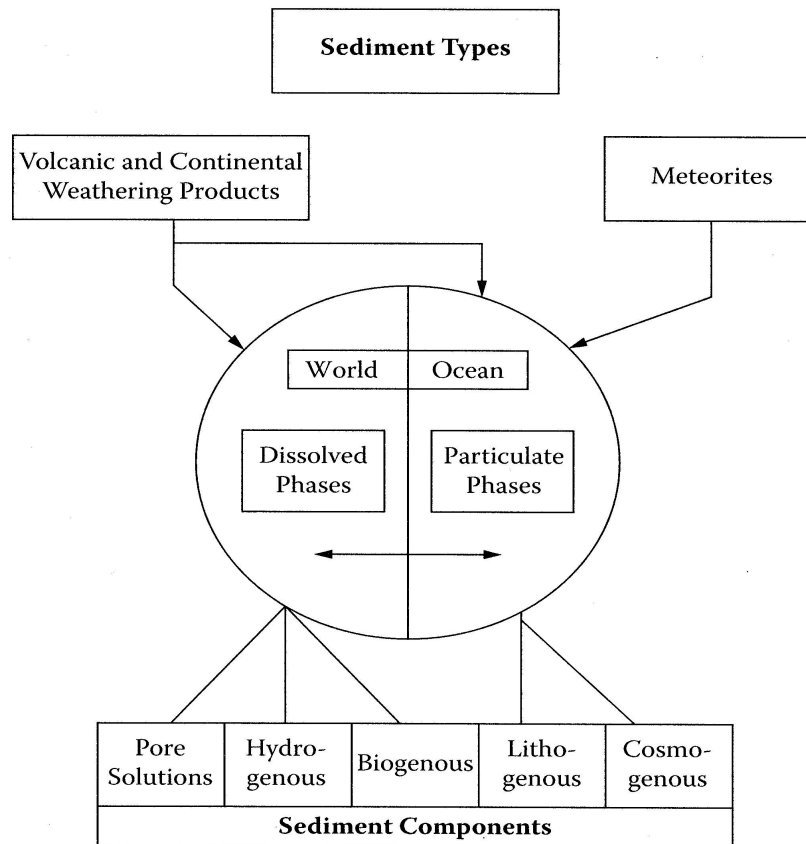 Sediment Types
Volcanic and Continental
Weathering Products
Meteorites
World
Ocean
Dissolved
Phases
Particulate
Phases
Pore
Solutions
Hydro-
genous
Biogenous
Litho-
genous
Cosmo-
genous
Sediment Components